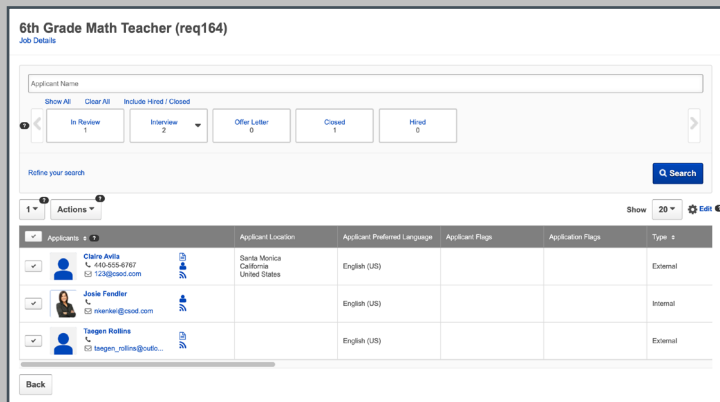 6th Grade Math Teacher (req164)
Job Details
Applicant Name
Show All Clear All Include Hired / Closed
?
In Review
1
Interview
2
Offer Letter
0
Closed
1
Hired
0
Refine your search
Search
1 ? Actions ?
Show 20 Edit ?
Applicants ? Applicant Location Applicant Preferred Language Applicant Flags Application Flags Type
Claire Avila
440-555-6767
123@csod.com
Santa Monica
California
United States
English (US)
External
Josie Fendler
nkenkel@csod.com
English (US)
Internal
Taegen Rollins
taegen_rollins@outlo...
English (US)
External
Back